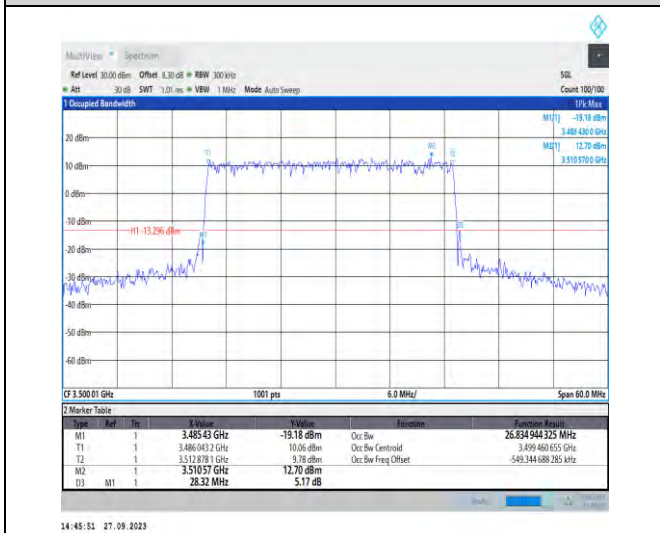 MultiView Spectrum
Ref Level 30.00 dBm Offset 8.30 dB RBW 300 kHz SGL
Att 30 dB SWT 1.01 ms VBW 1 MHz Mode Auto Sweep Count 100/100
1 Occupied Bandwidth 1Pk Max
M1[1] -19.18 dBm
3.485 430 0 GHz
M2[1] 12.70 dBm
3.510 570 0 GHz
20 dBm
T1 M2 T2
10 dBm
0 dBm
-10 dBm
H1 -13.296 dBm
M1 D3
-20 dBm
-30 dBm
-40 dBm
-50 dBm
-60 dBm
CF 3.500 01 GHz 1001 pts 6.0 MHz/ Span 60.0 MHz
2 Marker Table
Type Ref Trc X-Value Y-Value Function Function Result
M1 1 3.485 43 GHz -19.18 dBm Occ Bw 26.834 944 325 MHz
T1 1 3.486 043 2 GHz 10.06 dBm Occ Bw Centroid 3.499 460 655 GHz
T2 1 3.512 878 1 GHz 9.78 dBm Occ Bw Freq Offset -549.344 688 285 kHz
M2 1 3.510 57 GHz 12.70 dBm
D3 M1 1 28.32 MHz 5.17 dB
14:45:51 27.09.2023